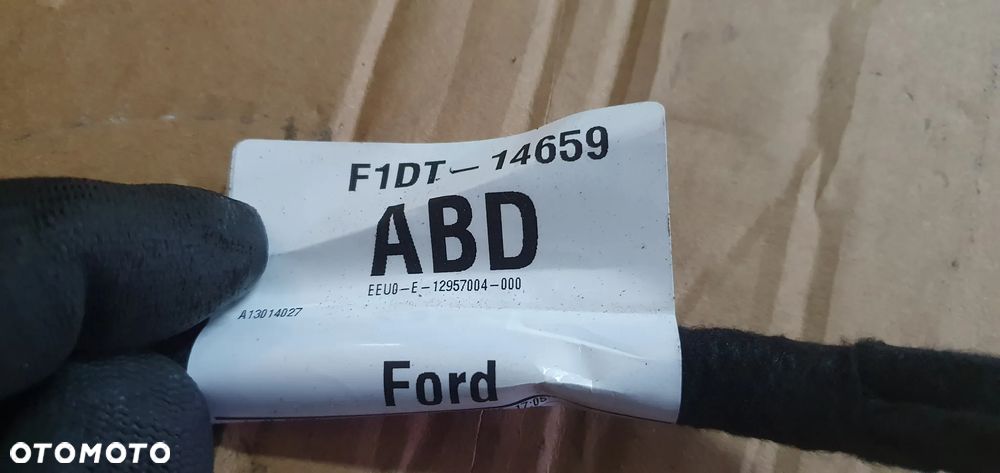 F1DT-14659
ABD
EEU0-E-12957004-000
A13014027
Ford
OTOMOTO